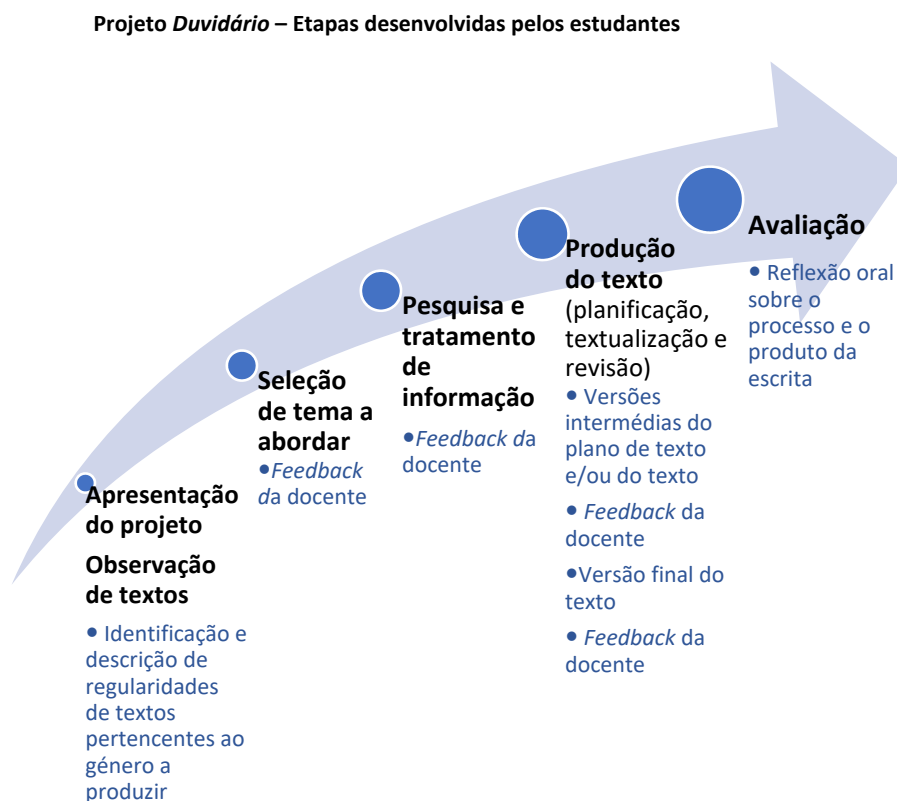 Projeto Duvidário – Etapas desenvolvidas pelos estudantes
Apresentação
do projeto
Observação
de textos
• Identificação e
descrição de
regularidades
de textos
pertencentes ao
género a
produzir
Seleção
de tema a
abordar
•Feedback
da docente
Pesquisa e
tratamento
de
informação
•Feedback da
docente
Produção
do texto
(planificação,
textualização e
revisão)
• Versões
intermédias do
plano de texto
e/ou do texto
• Feedback da
docente
•Versão final do
texto
• Feedback da
docente
Avaliação
• Reflexão oral
sobre o
processo e o
produto da
escrita